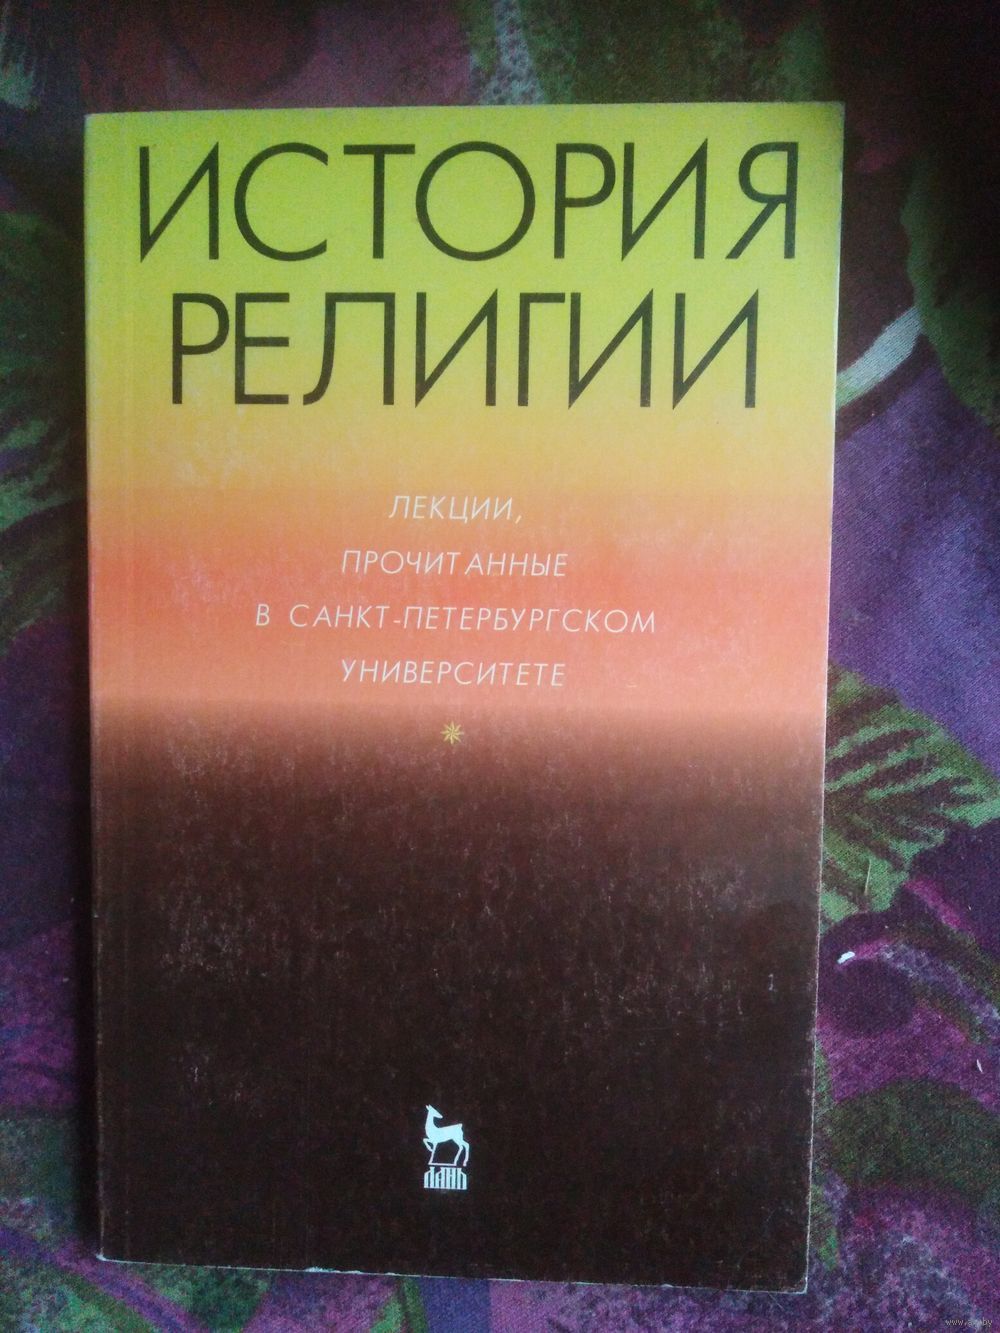 ИСТОРИЯ
РЕЛИГИИ
ЛЕКЦИИ,
ПРОЧИТАННЫЕ
В САНКТ-ПЕТЕРБУРГСКОМ
УНИВЕРСИТЕТЕ
ЛАНЬ